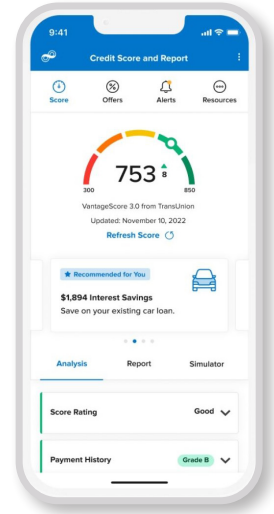 9:41
Credit Score and Report
Score Offers Alerts Resources
753 8
300 850
VantageScore 3.0 from TransUnion
Updated: November 10, 2022
Refresh Score
Recommended for You
$1,894 Interest Savings
Save on your existing car loan.
Analysis Report Simulator
Score Rating Good
Payment History Grade B